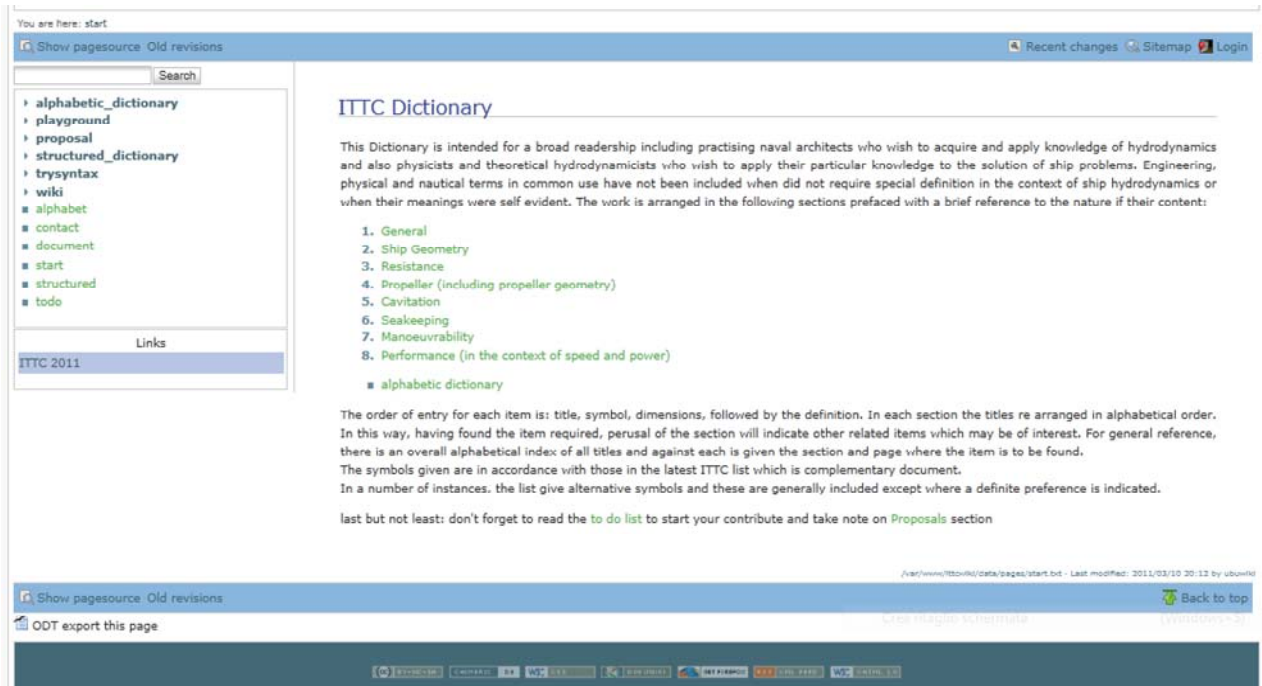 You are here: start
Show pagesource Old revisions
Recent changes Sitemap Login
Search
alphabetic_dictionary
playground
proposal
structured_dictionary
trysyntax
wiki
alphabet
contact
document
start
structured
todo
Links
ITTC 2011
ITTC Dictionary
This Dictionary is intended for a broad readership including practising naval architects who wish to acquire and apply knowledge of hydrodynamics
and also physicists and theoretical hydrodynamicists who wish to apply their particular knowledge to the solution of ship problems. Engineering,
physical and nautical terms in common use have not been included when did not require special definition in the context of ship hydrodynamics or
when their meanings were self evident. The work is arranged in the following sections prefaced with a brief reference to the nature if their content:
1. General
2. Ship Geometry
3. Resistance
4. Propeller (including propeller geometry)
5. Cavitation
6. Seakeeping
7. Manoeuvrability
8. Performance (in the context of speed and power)
alphabetic dictionary
The order of entry for each item is: title, symbol, dimensions, followed by the definition. In each section the titles re arranged in alphabetical order.
In this way, having found the item required, perusal of the section will indicate other related items which may be of interest. For general reference,
there is an overall alphabetical index of all titles and against each is given the section and page where the item is to be found.
The symbols given are in accordance with those in the latest ITTC list which is complementary document.
In a number of instances. the list give alternative symbols and these are generally included except where a definite preference is indicated.
last but not least: don't forget to read the to do list to start your contribute and take note on Proposals section
/var/www/ittcwiki/data/pages/start.txt - Last modified: 2011/03/10 20:12 by ubuwiki
Show pagesource Old revisions
Back to top
ODT export this page